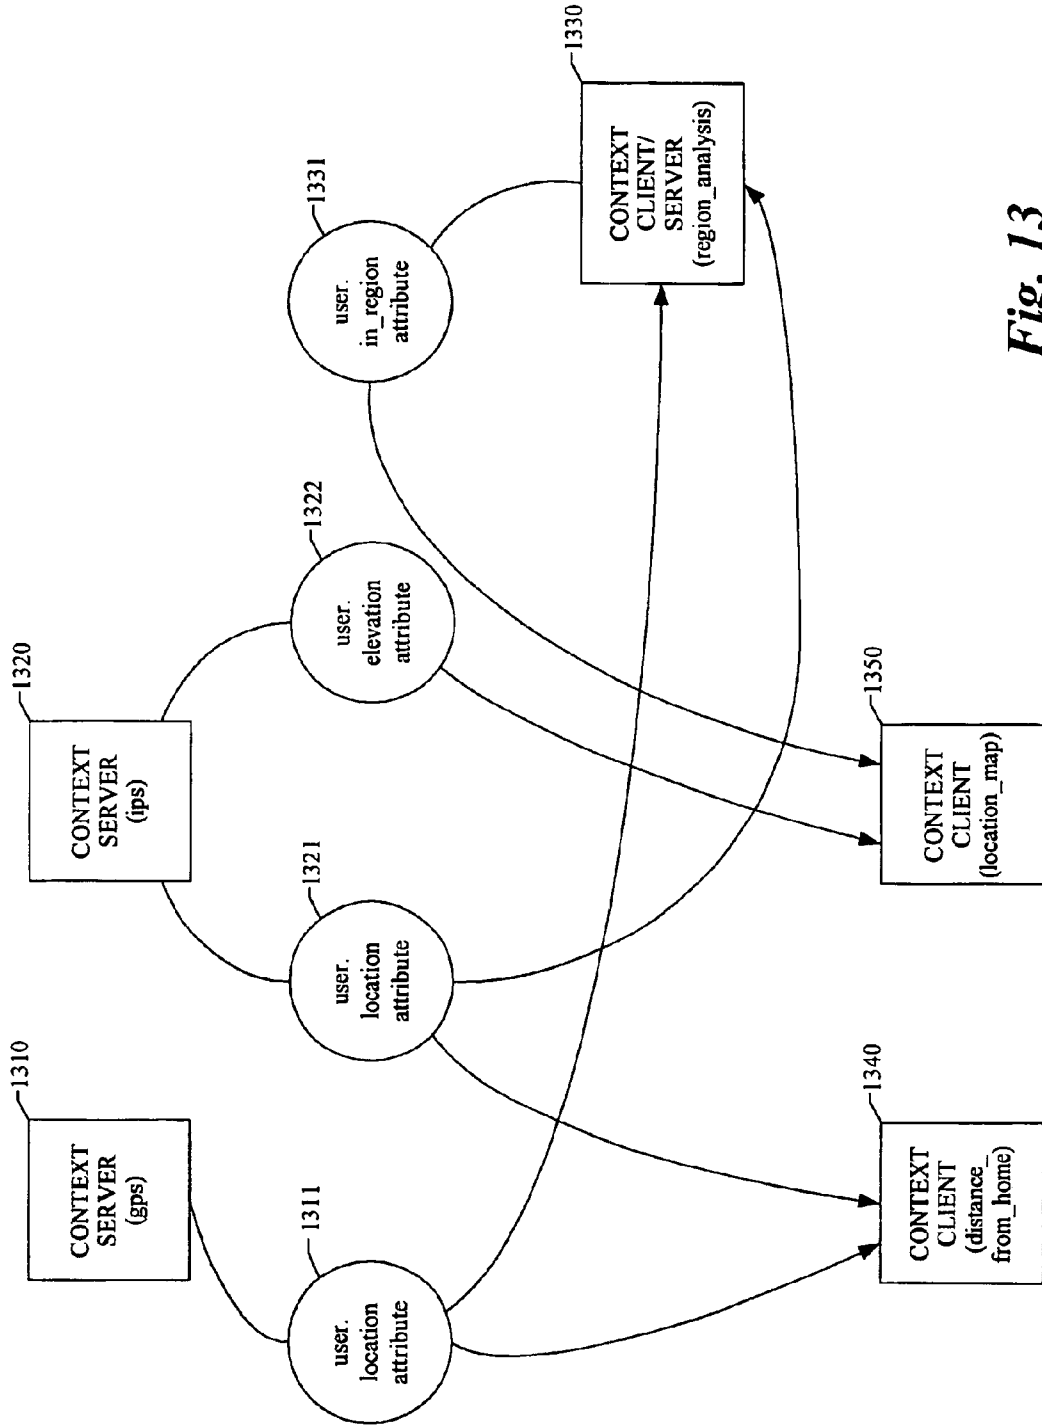 1310
CONTEXT
SERVER
(gps)
1320
CONTEXT
SERVER
(ips)
1311
user.
location
attribute
1321
user.
location
attribute
1322
user.
elevation
attribute
1331
user.
in_region
attribute
1330
CONTEXT
CLIENT/
SERVER
(region_analysis)
1340
CONTEXT
CLIENT
(distance_
from_home)
1350
CONTEXT
CLIENT
(location_map)
Fig. 13